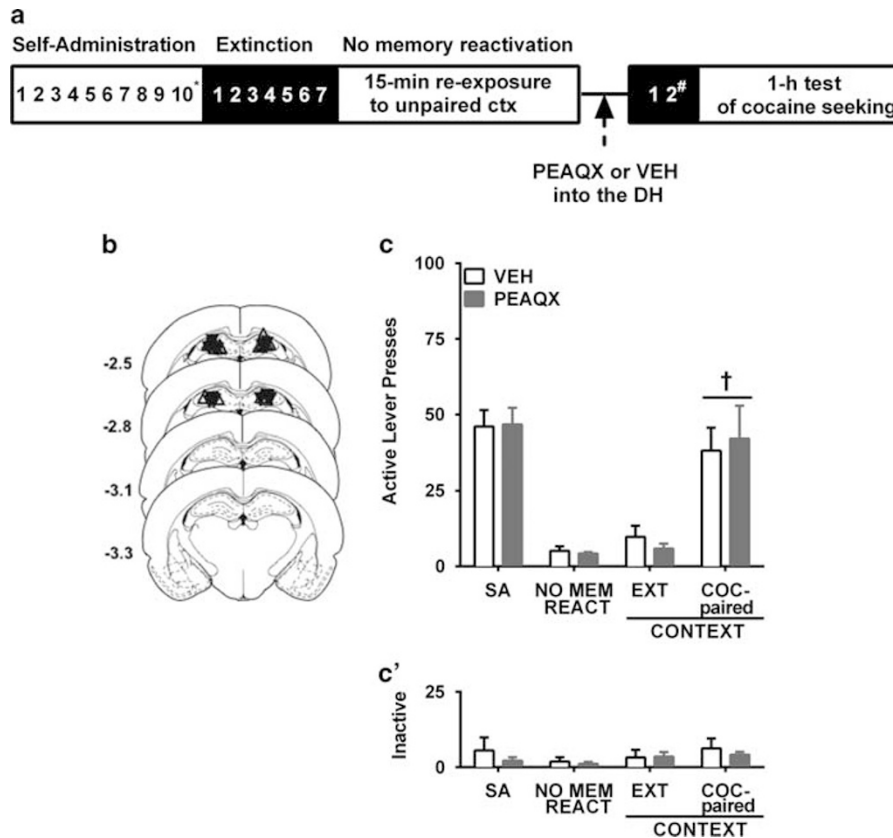 a
Self-Administration Extinction No memory reactivation
1 2 3 4 5 6 7 8 9 10* 1 2 3 4 5 6 7 15-min re-exposure to unpaired ctx 1 2# 1-h test of cocaine seeking
PEAQX or VEH
into the DH
b
-2.5
-2.8
-3.1
-3.3
c
VEH
PEAQX
Active Lever Presses
100
75
50
25
0
†
SA NO MEM REACT EXT COC-paired
CONTEXT
c'
Inactive
25
0
SA NO MEM REACT EXT COC-paired
CONTEXT